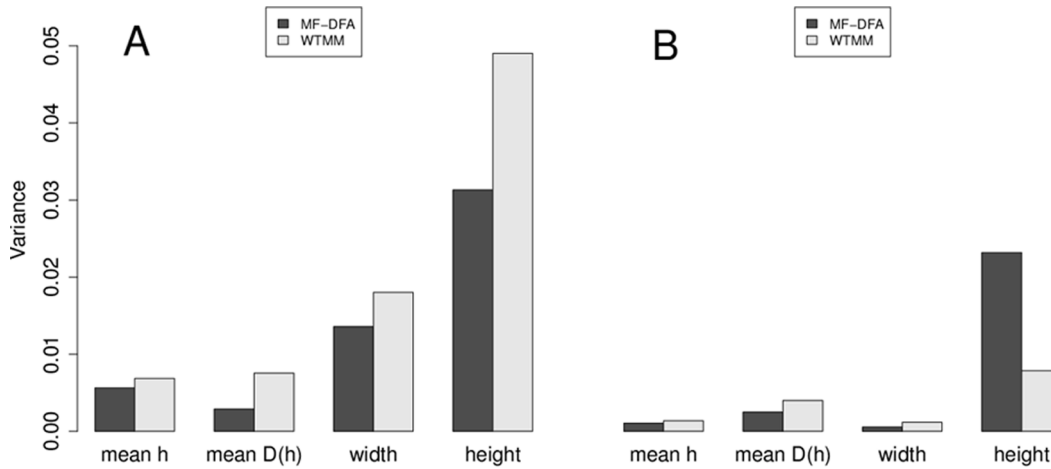 A
MF-DFA
WTMM
Variance
0.05
0.04
0.03
0.02
0.01
0.00
mean h
mean D(h)
width
height
B
MF-DFA
WTMM
mean h
mean D(h)
width
height